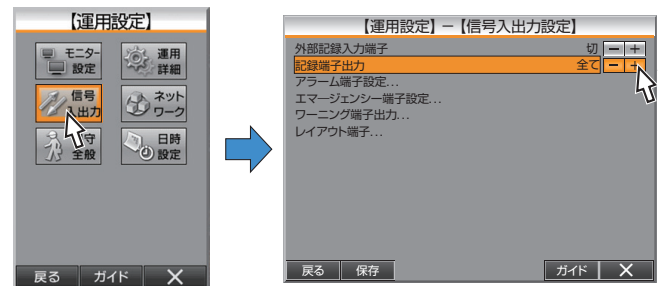 【運用設定】
モニター
設定
運用
詳細
信号
入出力
ネット
ワーク
守
全般
日時
設定
戻る ガイド X
【運用設定】－【信号入出力設定】
外部記録入力端子 切 － ＋
記録端子出力 全て － ＋
アラーム端子設定...
エマージェンシー端子設定...
ワーニング端子出力...
レイアウト端子...
戻る 保存 ガイド X